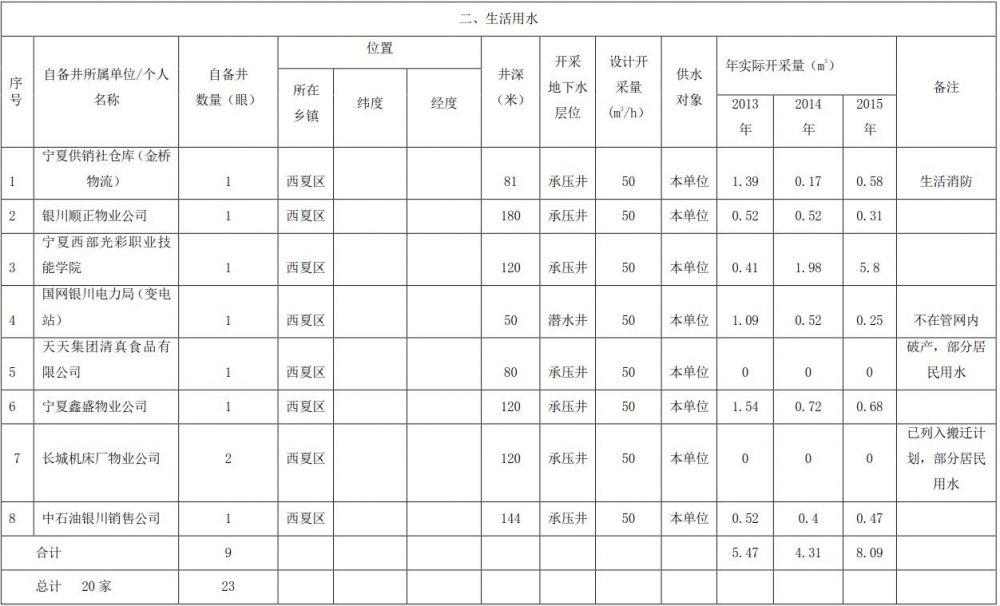 二、生活用水
序号 自备井所属单位/个人名称 自备井数量（眼） 位置 井深（米） 开采地下水层位 设计开采量(m³/h) 供水对象 年实际开采量（m³） 备注
所在乡镇 纬度 经度 2013年 2014年 2015年
1 宁夏供销社仓库（金桥物流） 1 西夏区 81 承压井 50 本单位 1.39 0.17 0.58 生活消防
2 银川顺正物业公司 1 西夏区 180 承压井 50 本单位 0.52 0.52 0.31
3 宁夏西部光彩职业技能学院 1 西夏区 120 承压井 50 本单位 0.41 1.98 5.8
4 国网银川电力局（变电站） 1 西夏区 50 潜水井 50 本单位 1.09 0.52 0.25 不在管网内
5 天天集团清真食品有限公司 1 西夏区 80 承压井 50 本单位 0 0 0 破产，部分居民用水
6 宁夏鑫盛物业公司 1 西夏区 120 承压井 50 本单位 1.54 0.72 0.68
7 长城机床厂物业公司 2 西夏区 120 承压井 50 本单位 0 0 0 已列入搬迁计划，部分居民用水
8 中石油银川销售公司 1 西夏区 144 承压井 50 本单位 0.52 0.4 0.47
合计 9 5.47 4.31 8.09
总计 20 家 23